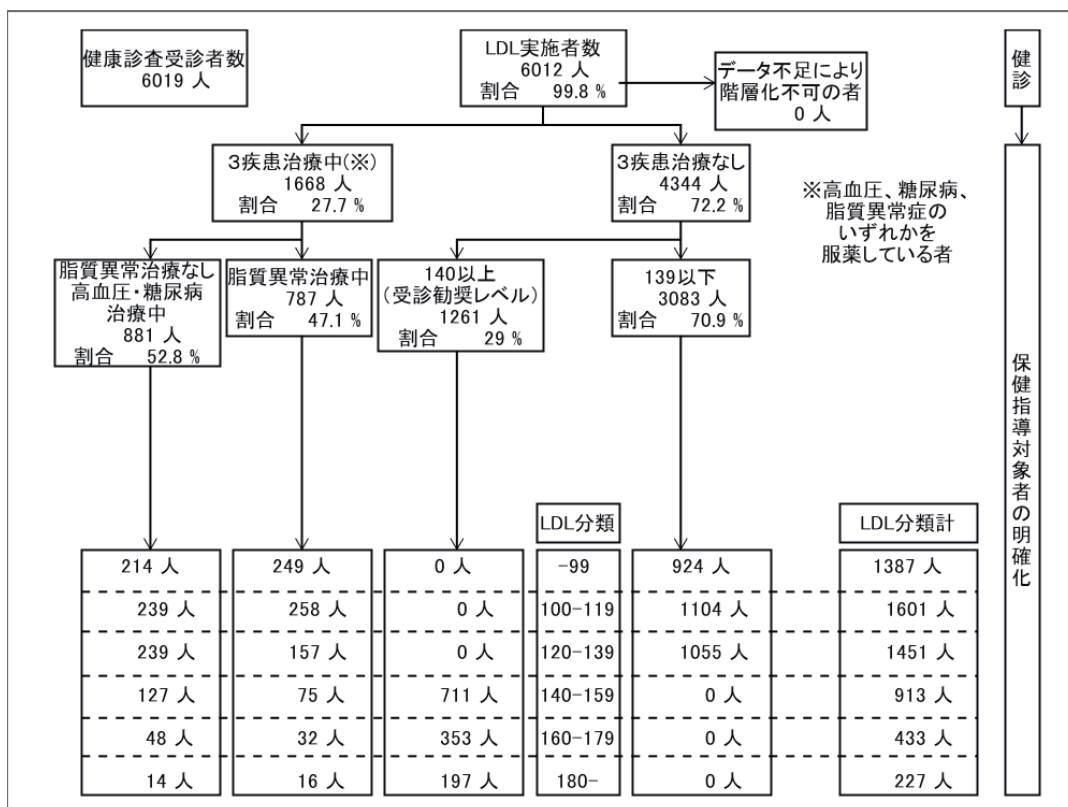 健康診査受診者数
6019 人
LDL実施者数
6012 人
割合 99.8 %
データ不足により
階層化不可の者
0 人
健診
3疾患治療中(※)
1668 人
割合 27.7 %
3疾患治療なし
4344 人
割合 72.2 %
※高血圧、糖尿病、
脂質異常症の
いずれかを
服薬している者
脂質異常治療なし
高血圧・糖尿病
治療中
881 人
割合 52.8 %
脂質異常治療中
787 人
割合 47.1 %
140以上
(受診勧奨レベル)
1261 人
割合 29 %
139以下
3083 人
割合 70.9 %
保健指導対象者の明確化
LDL分類
LDL分類計
214 人 249 人 0 人 -99 924 人 1387 人
239 人 258 人 0 人 100-119 1104 人 1601 人
239 人 157 人 0 人 120-139 1055 人 1451 人
127 人 75 人 711 人 140-159 0 人 913 人
48 人 32 人 353 人 160-179 0 人 433 人
14 人 16 人 197 人 180- 0 人 227 人